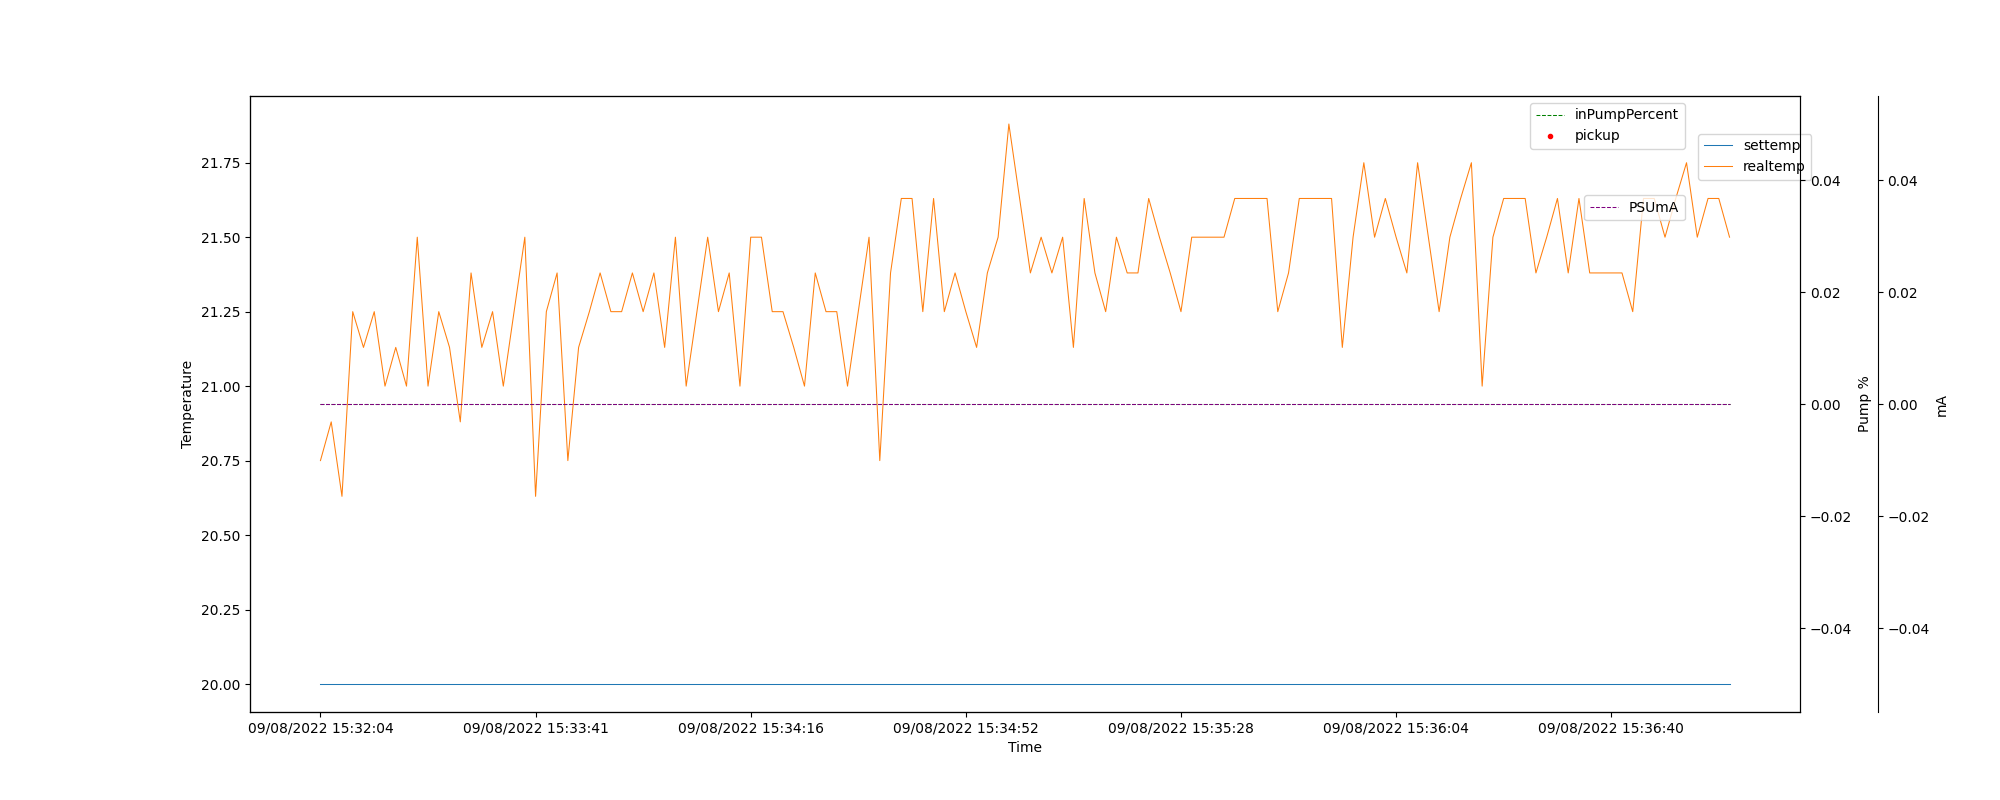 inPumpPercent
pickup
settemp
realtemp
PSUmA
21.75
21.50
21.25
21.00
20.75
20.50
20.25
20.00
Temperature
0.04
0.02
0.00
−0.02
−0.04
Pump %
0.04
0.02
0.00
−0.02
−0.04
mA
09/08/2022 15:32:04
09/08/2022 15:33:41
09/08/2022 15:34:16
09/08/2022 15:34:52
09/08/2022 15:35:28
09/08/2022 15:36:04
09/08/2022 15:36:40
Time